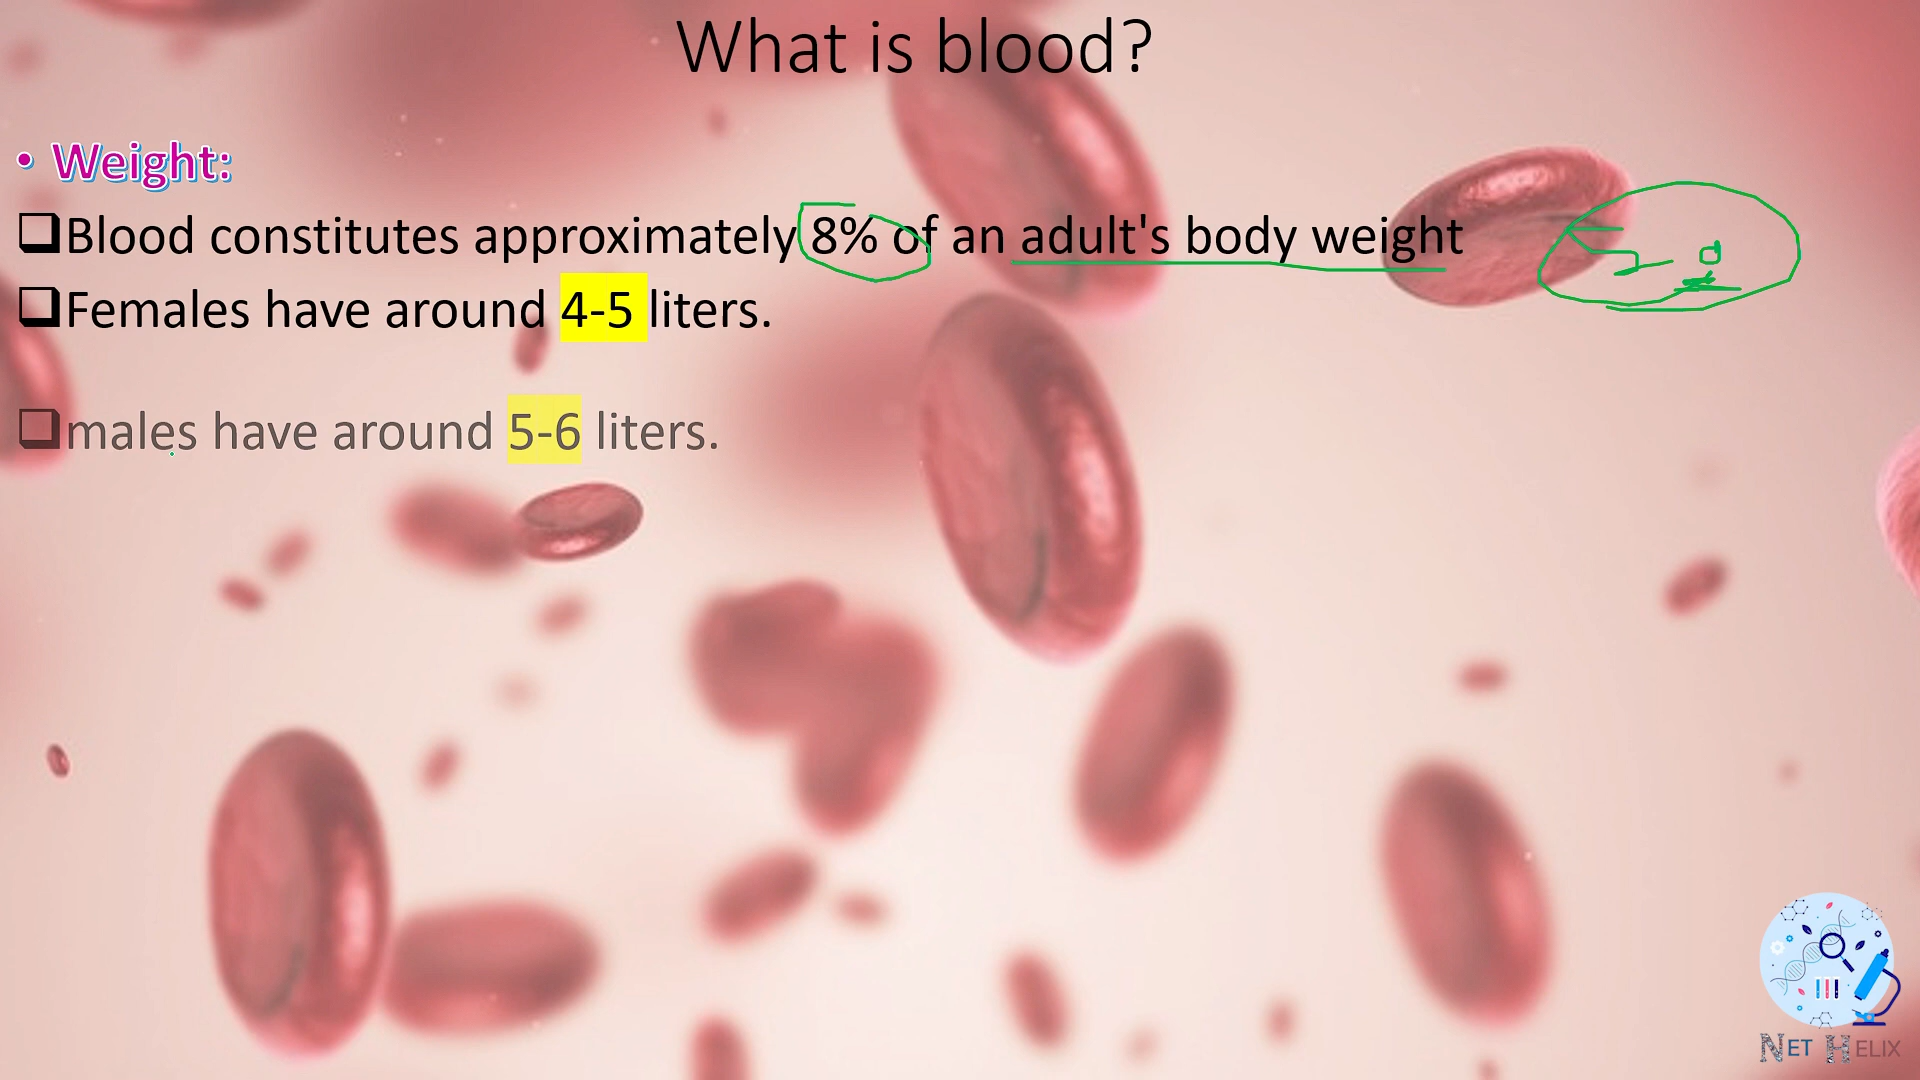 What is blood?
• Weight:
❑Blood constitutes approximately 8% of an adult's body weight
❑Females have around 4-5 liters.
❑males have around 5-6 liters.
NET HELIX